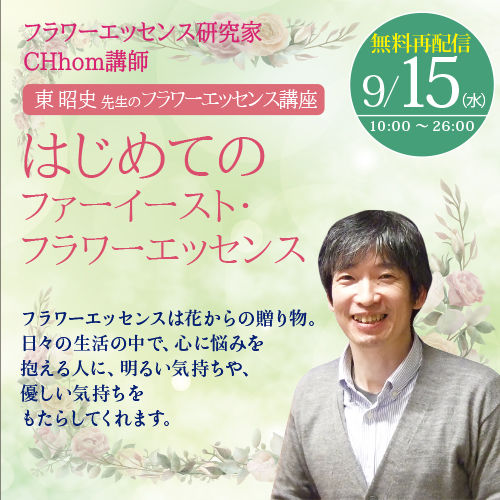 フラワーエッセンス研究家
CHhom講師
無料再配信
9/15(水)
10:00 ～ 26:00
東 昭史 先生のフラワーエッセンス講座
はじめての
ファーイースト・
フラワーエッセンス
フラワーエッセンスは花からの贈り物。
日々の生活の中で、心に悩みを
抱える人に、明るい気持ちや、
優しい気持ちを
もたらしてくれます。